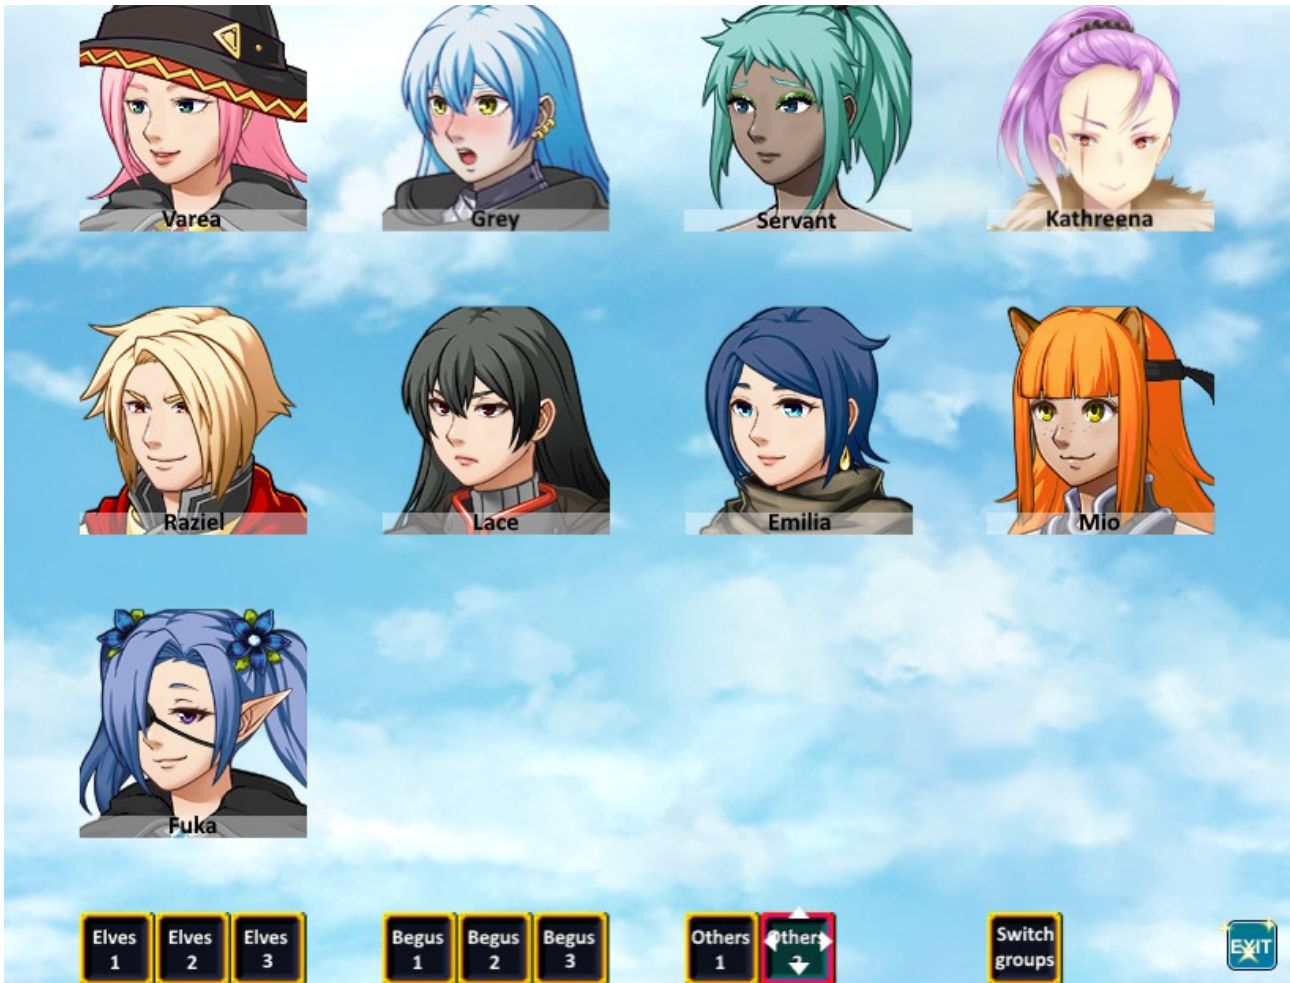 Varea
Grey
Servant
Kathreena
Raziel
Lace
Emilia
Mio
Fuka
Elves
1
Elves
2
Elves
3
Begus
1
Begus
2
Begus
3
Others
1
Others
2
Switch
groups
EXIT